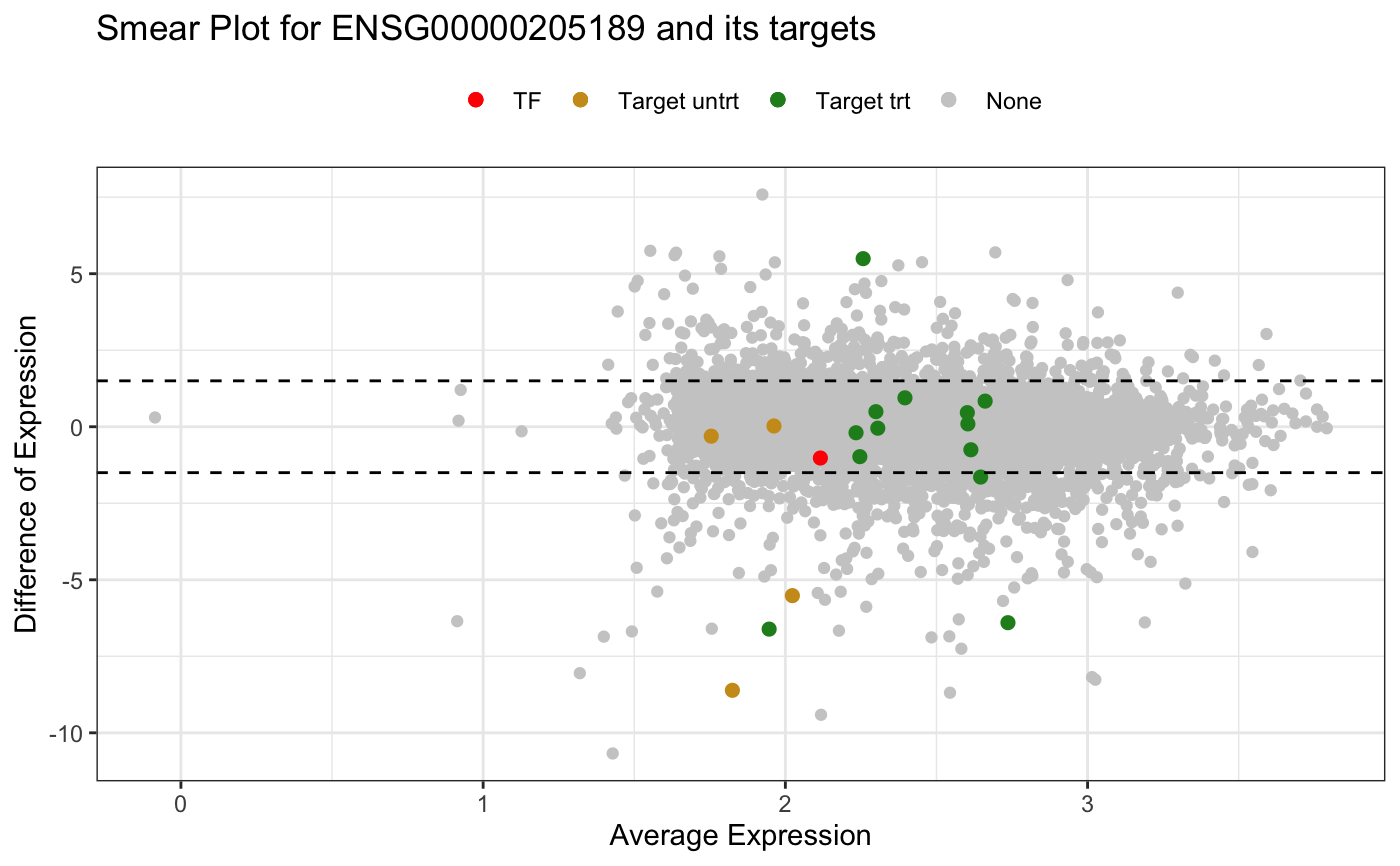 Smear Plot for ENSG00000205189 and its targets
TF Target untrt Target trt None
Difference of Expression
5
0
-5
-10
0 1 2 3
Average Expression